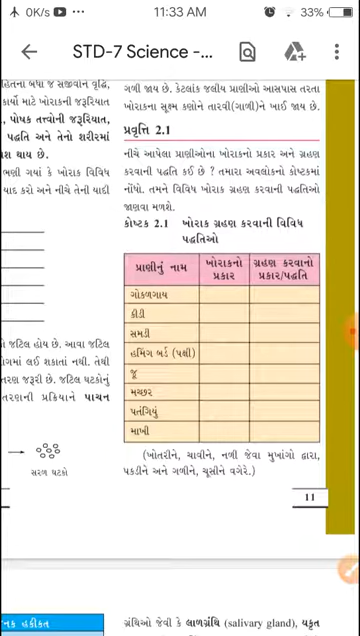 0K/s
11:33 AM
33%
STD-7 Science -...
હિતના બધા જ સજીવોને વૃદ્ધિ,
કાર્યો માટે ખોરાકની જરૂરિયાત
, પોષક તત્ત્વોની જરૂરિયાત,
પદ્ધતિ અને તેનો શરીરમાં
શ થાય છે.
ભણી ગયા કે ખોરાક વિવિધ
યાદ કરો અને નીચે તેની યાદી
ો જટિલ હોય છે. આવા જટિલ
ોગમાં લઈ શકાતાં નથી. તેથી
તરણ જરૂરી છે. જટિલ ઘટકોનું
તરણની પ્રક્રિયાને પાચન
સરળ ઘટકો
ગળી જાય છે. કેટલાંક જલીય પ્રાણીઓ આસપાસ તરતા
ખોરાકના સૂક્ષ્મ કણોને તારવી(ગાળી)ને ખાઈ જાય છે.
પ્રવૃત્તિ 2.1
નીચે આપેલા પ્રાણીઓના ખોરાકનો પ્રકાર અને ગ્રહણ
કરવાની પદ્ધતિ કઈ છે ? તમારા અવલોકનો કોષ્ટકમાં
નોંધો. તમને વિવિધ ખોરાક ગ્રહણ કરવાની પદ્ધતિઓ
જાણવા મળશે.
કોષ્ટક 2.1 ખોરાક ગ્રહણ કરવાની વિવિધ
પદ્ધતિઓ
પ્રાણીનું નામ ખોરાકનો પ્રકાર ગ્રહણ કરવાનો પ્રકાર/પદ્ધતિ
ગોકળગાય
કીડી
સમડી
હમિંગ બર્ડ (પક્ષી)
જૂ
મચ્છર
પતંગિયું
માખી
(ખોતરીને, ચાવીને, નળી જેવા મુખાંગો દ્વારા,
પકડીને અને ગળીને, ચૂસીને વગેરે.)
11
નક હકીકત
ગ્રંથિઓ જેવી કે લાળગ્રંથિ (salivary gland), યકૃત